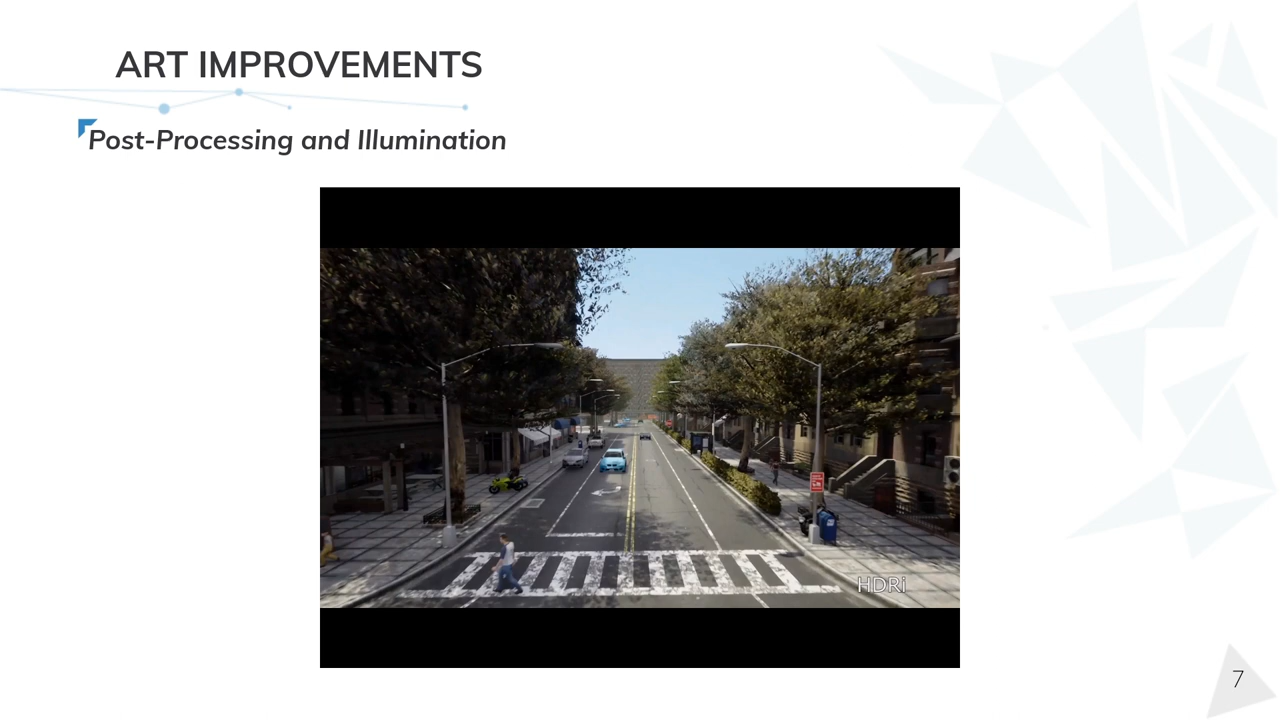 ART IMPROVEMENTS
Post-Processing and Illumination
HDRi
7